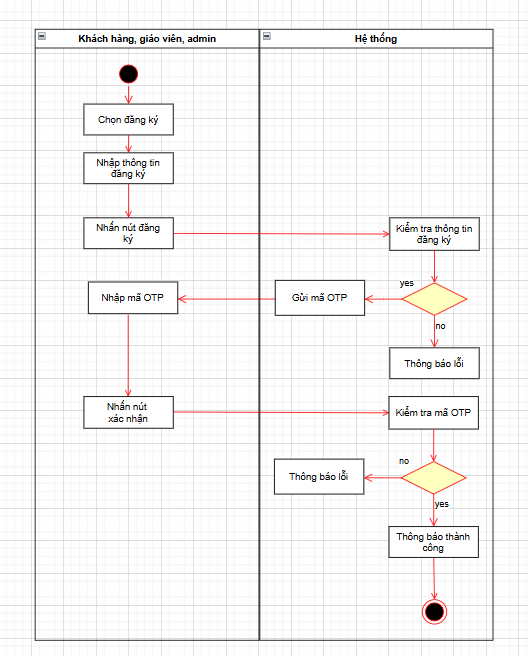 Khách hàng, giáo viên, admin
Hệ thống
Chọn đăng ký
Nhập thông tin
đăng ký
Nhấn nút đăng
ký
Kiểm tra thông tin
đăng ký
yes
Nhập mã OTP
Gửi mã OTP
no
Thông báo lỗi
Nhấn nút
xác nhận
Kiểm tra mã OTP
no
Thông báo lỗi
yes
Thông báo thành
công